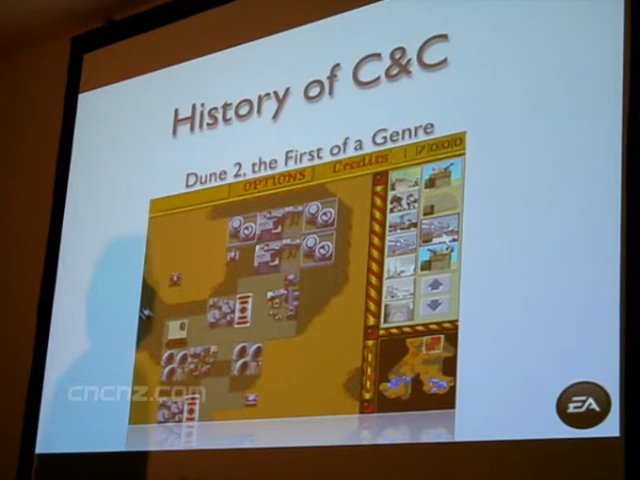 History of C&C
Dune 2, the First of a Genre
OPTIONS
Credits
cncnz.com
EA